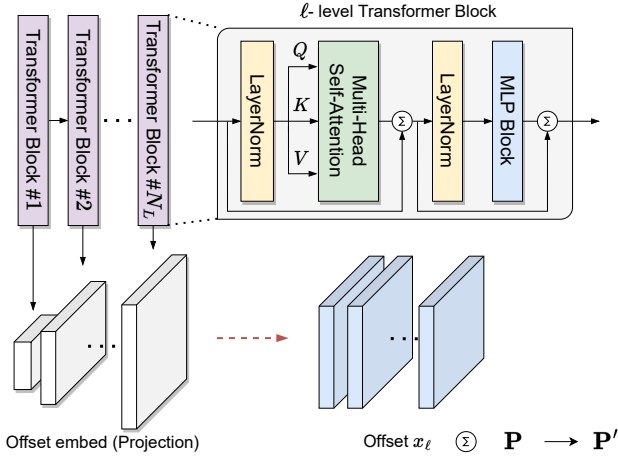 ℓ- level Transformer Block
Transformer Block #1
Transformer Block #2
Transformer Block #N_L
LayerNorm
Q
K
V
Multi-Head
Self-Attention
Σ
LayerNorm
MLP Block
Σ
Offset embed (Projection)
Offset x_ℓ Σ P → P′